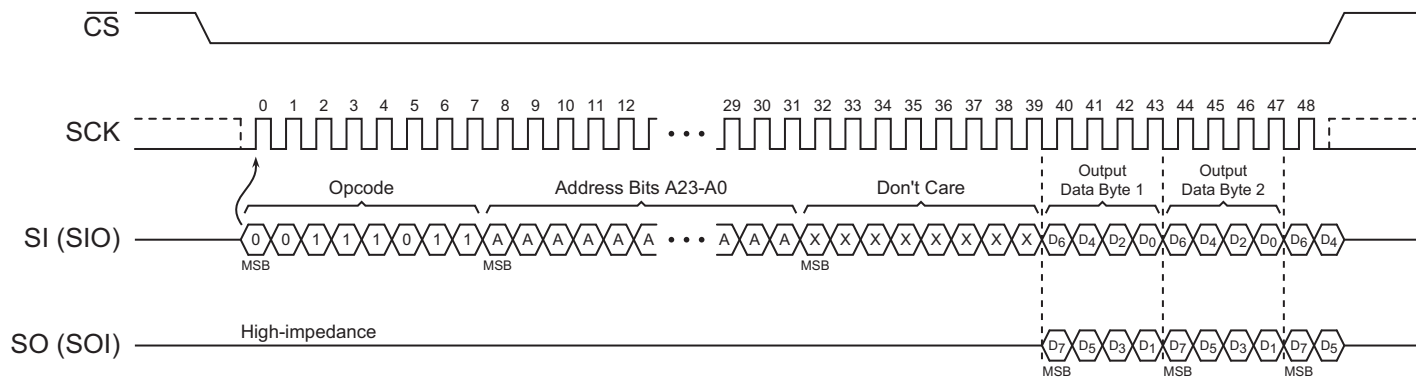 CS
0 1 2 3 4 5 6 7 8 9 10 11 12 29 30 31 32 33 34 35 36 37 38 39 40 41 42 43 44 45 46 47 48
SCK
Opcode
Address Bits A23-A0
Don't Care
Output
Data Byte 1
Output
Data Byte 2
SI (SIO)
0 0 1 1 1 0 1 1 A A A A A A A A A X X X X X X X X D6 D4 D2 D0 D6 D4 D2 D0 D6 D4
MSB MSB MSB
High-impedance
SO (SOI)
D7 D5 D3 D1 D7 D5 D3 D1 D7 D5
MSB MSB MSB